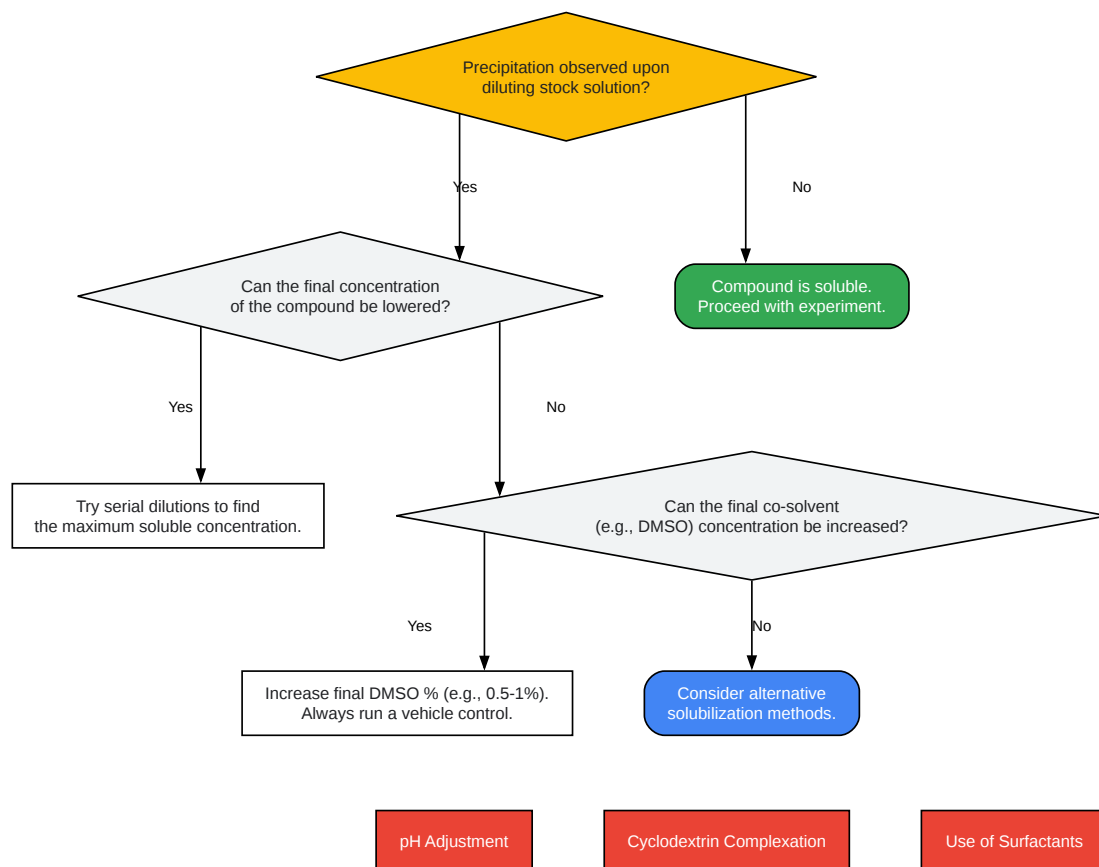 Precipitation observed upon
diluting stock solution?
Yes
No
Can the final concentration
of the compound be lowered?
Compound is soluble.
Proceed with experiment.
Yes
No
Try serial dilutions to find
the maximum soluble concentration.
Can the final co-solvent
(e.g., DMSO) concentration be increased?
Yes
No
Increase final DMSO % (e.g., 0.5-1%).
Always run a vehicle control.
Consider alternative
solubilization methods.
pH Adjustment
Cyclodextrin Complexation
Use of Surfactants